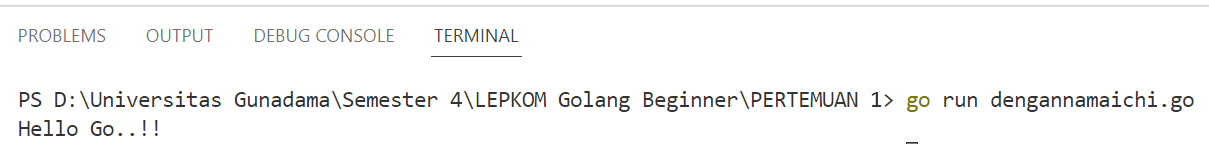 PROBLEMS OUTPUT DEBUG CONSOLE TERMINAL
PS D:\Universitas Gunadama\Semester 4\LEPKOM Golang Beginner\PERTEMUAN 1> go run dengannamaichi.go
Hello Go..!!